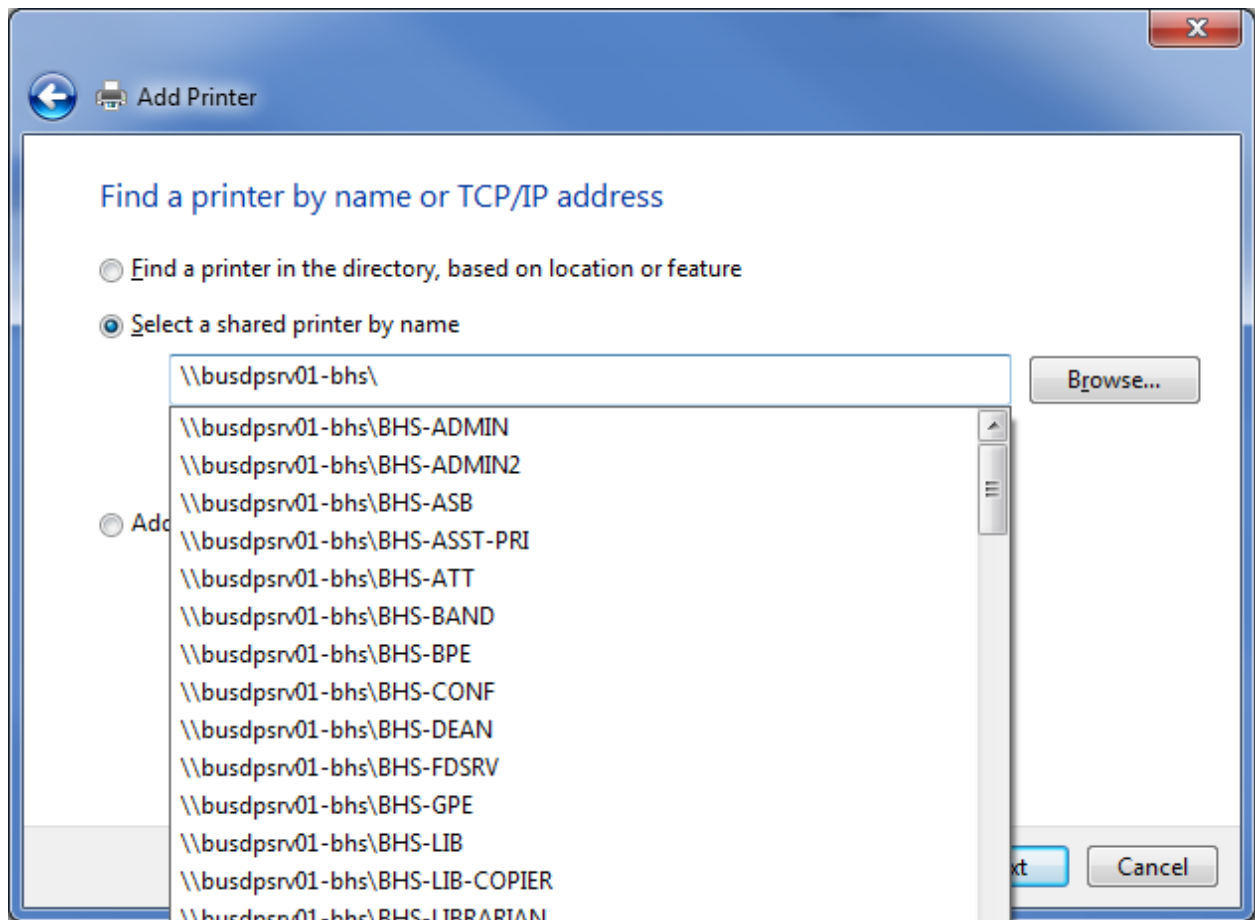 x
Add Printer
Find a printer by name or TCP/IP address
Find a printer in the directory, based on location or feature
Select a shared printer by name
\\busdpsrv01-bhs\
Browse...
\\busdpsrv01-bhs\BHS-ADMIN
\\busdpsrv01-bhs\BHS-ADMIN2
\\busdpsrv01-bhs\BHS-ASB
\\busdpsrv01-bhs\BHS-ASST-PRI
\\busdpsrv01-bhs\BHS-ATT
\\busdpsrv01-bhs\BHS-BAND
\\busdpsrv01-bhs\BHS-BPE
\\busdpsrv01-bhs\BHS-CONF
\\busdpsrv01-bhs\BHS-DEAN
\\busdpsrv01-bhs\BHS-FDSRV
\\busdpsrv01-bhs\BHS-GPE
\\busdpsrv01-bhs\BHS-LIB
\\busdpsrv01-bhs\BHS-LIB-COPIER
\\busdpsrv01-bhs\BHS-LIBRARIAN
Add
xt
Cancel